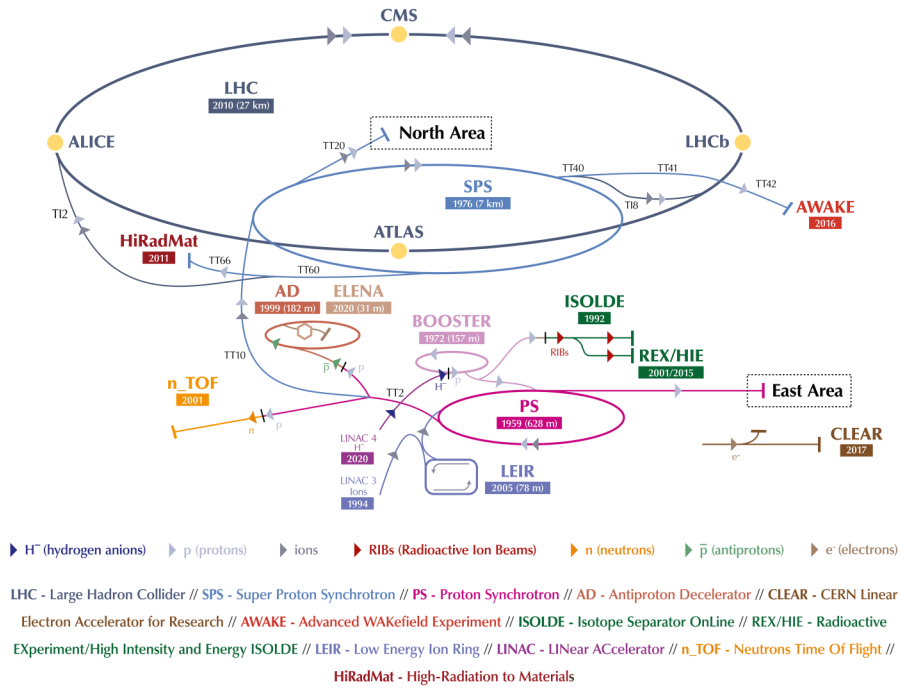 CMS
LHC
2010 (27 km)
ALICE
LHCb
TT20
North Area
TT40
TT41
TT42
SPS
1976 (7 km)
TI8
TI2
AWAKE
2016
ATLAS
HiRadMat
2011
TT66
TT60
AD
1999 (182 m)
ELENA
2020 (31 m)
ISOLDE
1992
BOOSTER
1972 (157 m)
RIBs
REX/HIE
2001/2015
TT10
p̅
p
H⁻
p
n_TOF
2001
TT2
East Area
PS
1959 (628 m)
n
p
LINAC 4
H⁻
2020
CLEAR
2017
e⁻
LEIR
2005 (78 m)
LINAC 3
Ions
1994
H⁻ (hydrogen anions)
p (protons)
ions
RIBs (Radioactive Ion Beams)
n (neutrons)
p̅ (antiprotons)
e⁻ (electrons)
LHC - Large Hadron Collider // SPS - Super Proton Synchrotron // PS - Proton Synchrotron // AD - Antiproton Decelerator // CLEAR - CERN Linear
Electron Accelerator for Research // AWAKE - Advanced WAKefield Experiment // ISOLDE - Isotope Separator OnLine // REX/HIE - Radioactive
EXperiment/High Intensity and Energy ISOLDE // LEIR - Low Energy Ion Ring // LINAC - LINear ACcelerator // n_TOF - Neutrons Time Of Flight //
HiRadMat - High-Radiation to Materials